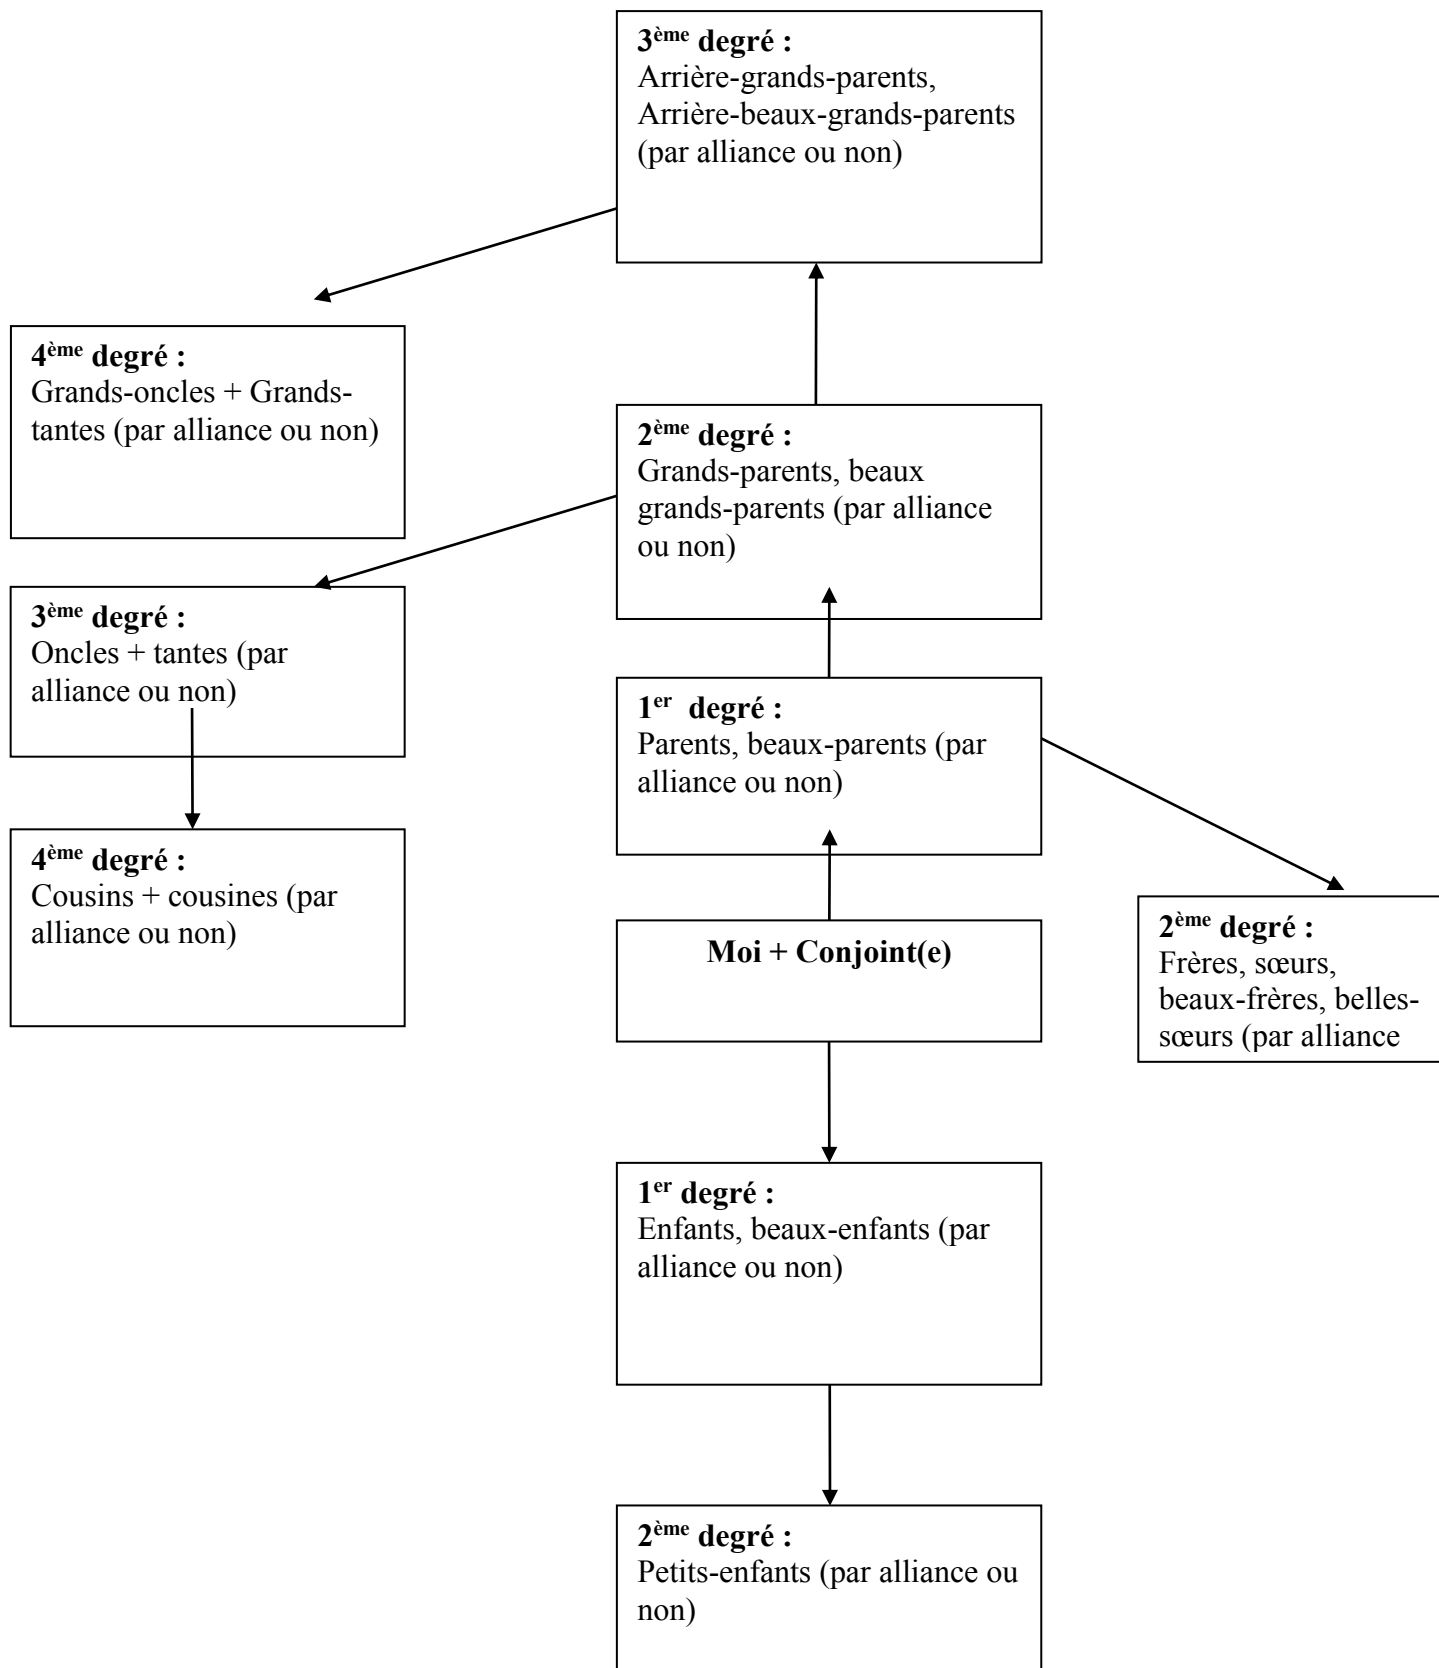 3ème degré :
Arrière-grands-parents,
Arrière-beaux-grands-parents
(par alliance ou non)
4ème degré :
Grands-oncles + Grands-
tantes (par alliance ou non)
2ème degré :
Grands-parents, beaux
grands-parents (par alliance
ou non)
3ème degré :
Oncles + tantes (par
alliance ou non)
1er degré :
Parents, beaux-parents (par
alliance ou non)
4ème degré :
Cousins + cousines (par
alliance ou non)
Moi + Conjoint(e)
2ème degré :
Frères, sœurs,
beaux-frères, belles-
sœurs (par alliance
1er degré :
Enfants, beaux-enfants (par
alliance ou non)
2ème degré :
Petits-enfants (par alliance ou
non)